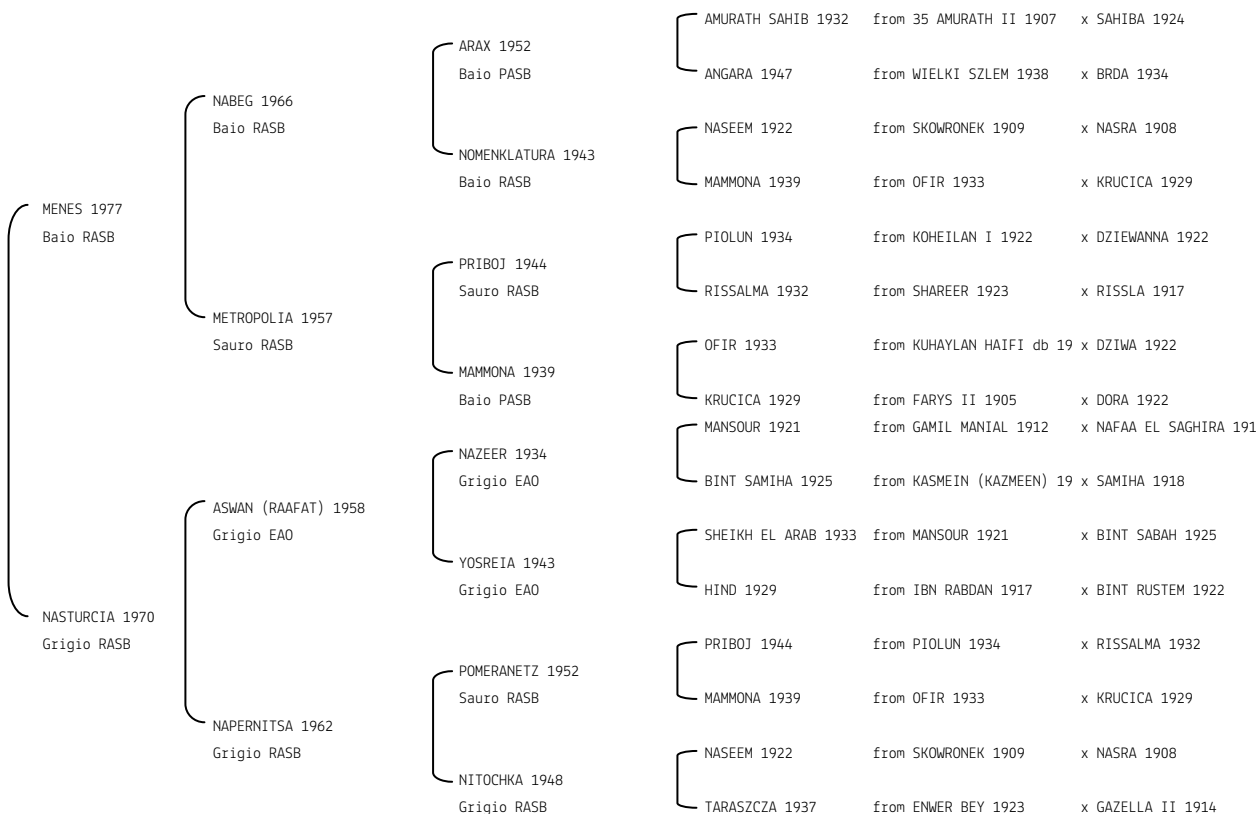 AMURATH SAHIB 1932 from 35 AMURATH II 1907 x SAHIBA 1924
ARAX 1952
Baio PASB
ANGARA 1947 from WIELKI SZLEM 1938 x BRDA 1934
NABEG 1966
Baio RASB
NASEEM 1922 from SKOWRONEK 1909 x NASRA 1908
NOMENKLATURA 1943
Baio RASB
MAMMONA 1939 from OFIR 1933 x KRUCICA 1929
MENES 1977
Baio RASB
PIOLUN 1934 from KOHEILAN I 1922 x DZIEWANNA 1922
PRIBOJ 1944
Sauro RASB
RISSALMA 1932 from SHAREER 1923 x RISSLA 1917
METROPOLIA 1957
Sauro RASB
OFIR 1933 from KUHAYLAN HAIFI db 19 x DZIWA 1922
MAMMONA 1939
Baio PASB
KRUCICA 1929 from FARYS II 1905 x DORA 1922
MANSOUR 1921 from GAMIL MANIAL 1912 x NAFAA EL SAGHIRA 191
NAZEER 1934
Grigio EAO
BINT SAMIHA 1925 from KASMEIN (KAZMEEN) 19 x SAMIHA 1918
ASWAN (RAAFAT) 1958
Grigio EAO
SHEIKH EL ARAB 1933 from MANSOUR 1921 x BINT SABAH 1925
YOSREIA 1943
Grigio EAO
HIND 1929 from IBN RABDAN 1917 x BINT RUSTEM 1922
NASTURCIA 1970
Grigio RASB
PRIBOJ 1944 from PIOLUN 1934 x RISSALMA 1932
POMERANETZ 1952
Sauro RASB
MAMMONA 1939 from OFIR 1933 x KRUCICA 1929
NAPERNITSA 1962
Grigio RASB
NASEEM 1922 from SKOWRONEK 1909 x NASRA 1908
NITOCHKA 1948
Grigio RASB
TARASZCZA 1937 from ENWER BEY 1923 x GAZELLA II 1914